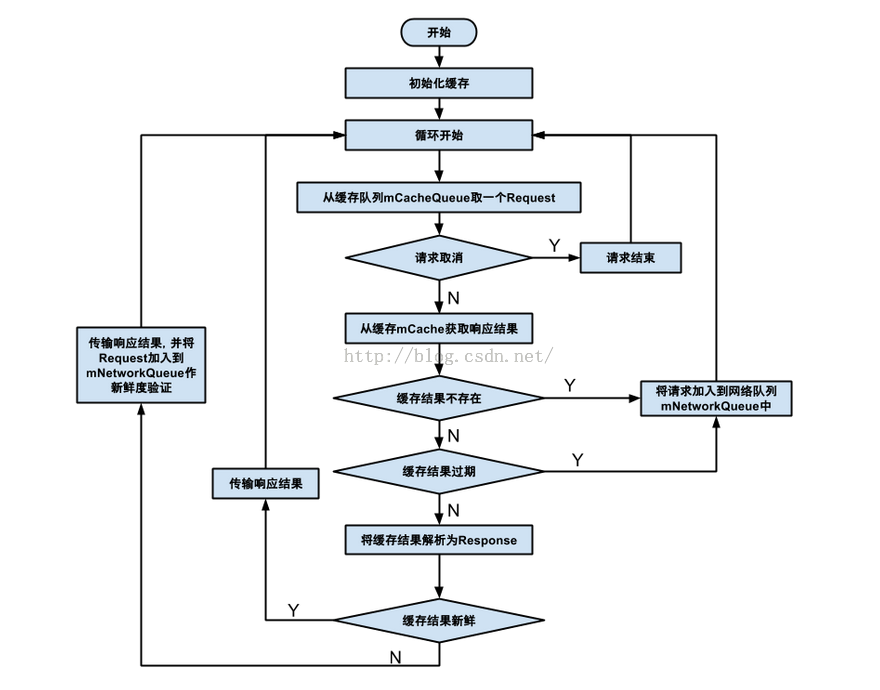 开始
初始化缓存
循环开始
从缓存队列mCacheQueue取一个Request
请求取消
Y
请求结束
N
从缓存mCache获取响应结果
http://blog.csdn.net/
传输响应结果, 并将
Request加入到
mNetworkQueue作
新鲜度验证
缓存结果不存在
Y
将请求加入到网络队列
mNetworkQueue中
N
缓存结果过期
Y
传输响应结果
N
将缓存结果解析为Response
Y
缓存结果新鲜
N